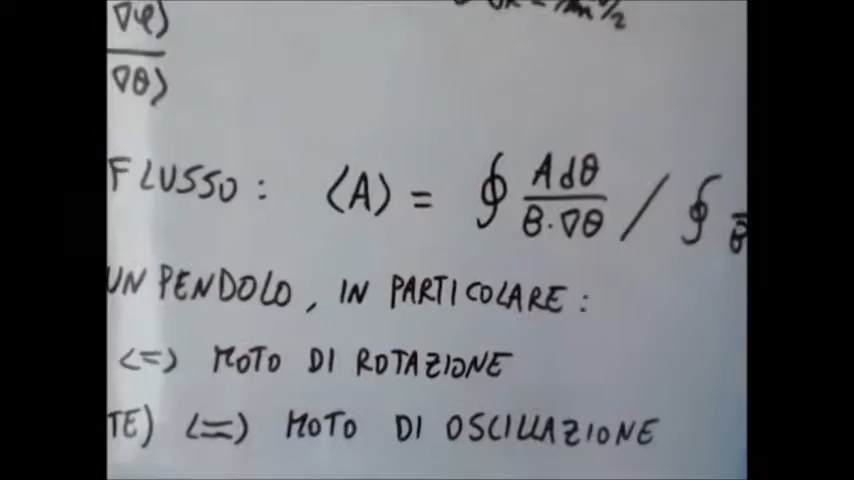 ∇φ)
∇θ)
FLUSSO: ⟨A⟩ = ∮ A dθ / B·∇θ / ∮
UN PENDOLO, IN PARTICOLARE:
<=> MOTO DI ROTAZIONE
TE) <=> MOTO DI OSCILLAZIONE